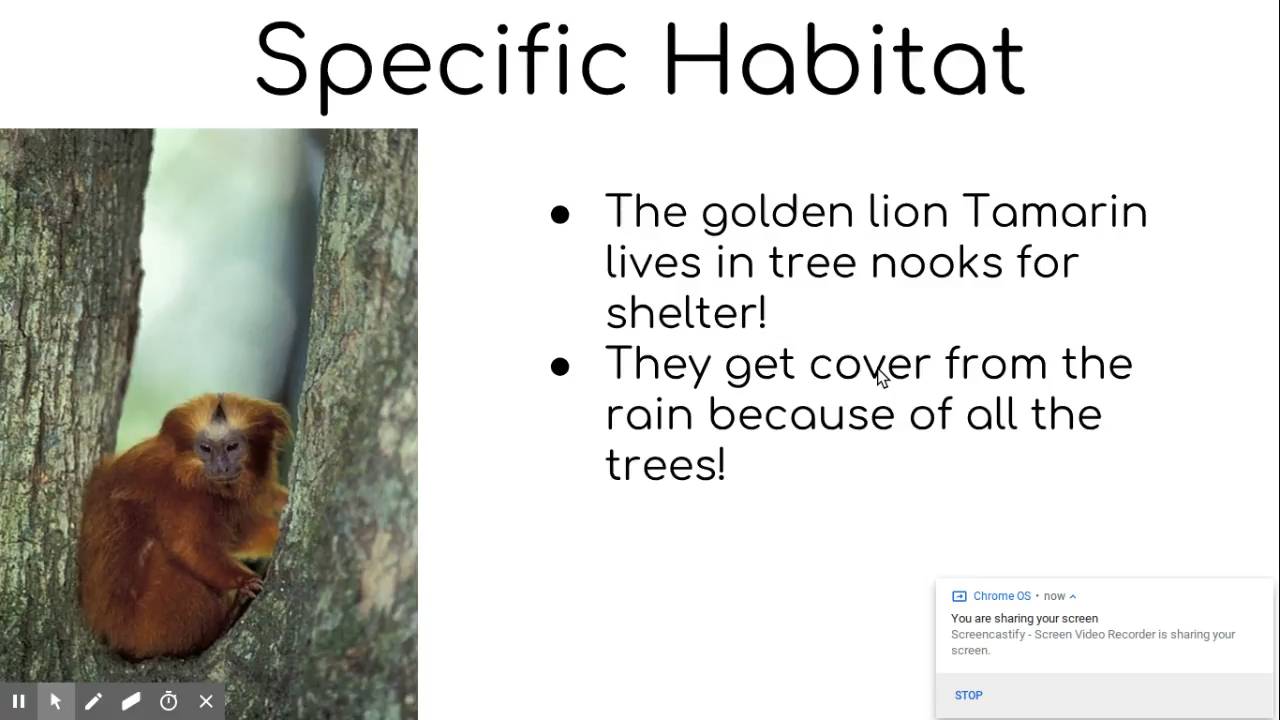 Specific Habitat
● The golden lion Tamarin
lives in tree nooks for
shelter!
● They get cover from the
rain because of all the
trees!
Chrome OS • now
You are sharing your screen
Screencastify - Screen Video Recorder is sharing your
screen.
STOP